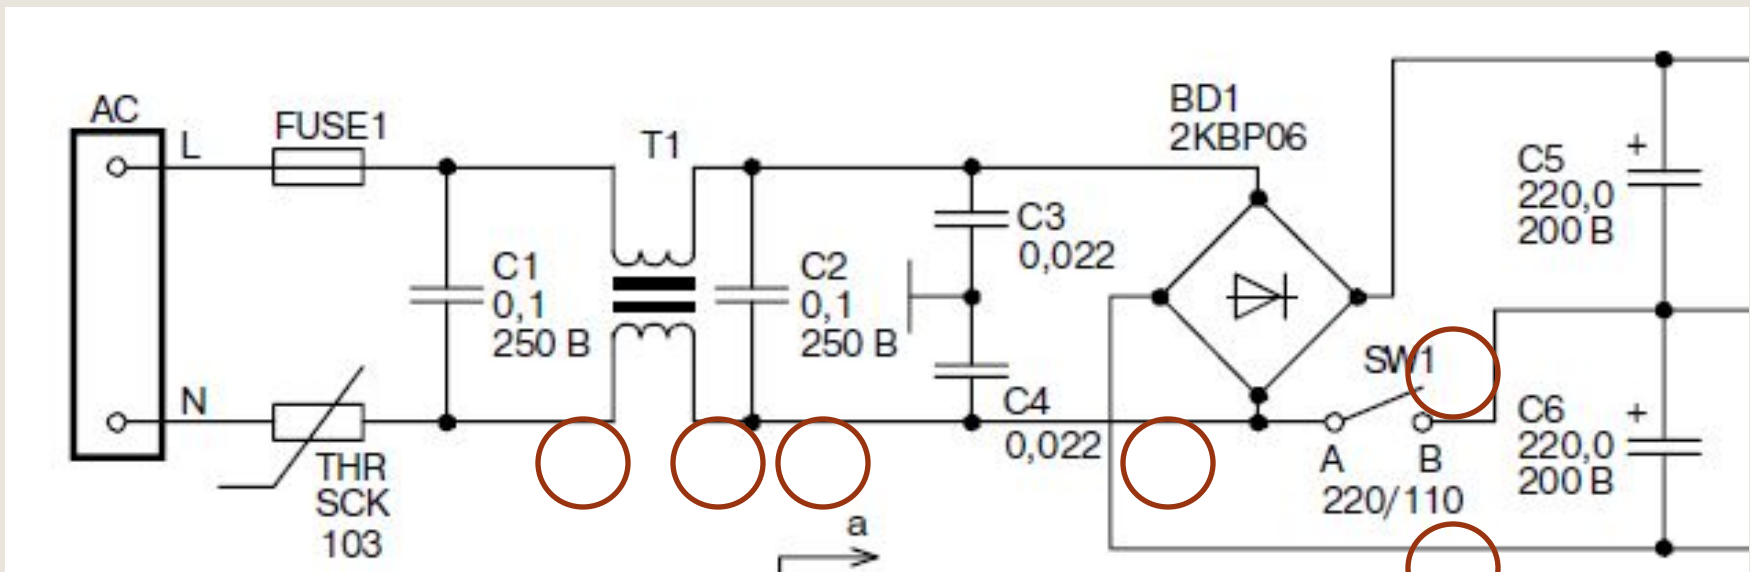 AC
L
FUSE1
T1
BD1
2KBP06
C5
220,0
200 В
+
C3
0,022
C1
0,1
250 В
C2
0,1
250 В
N
THR
SCK
103
C4
0,022
SW1
A
B
220/110
C6
220,0
200 В
+
a